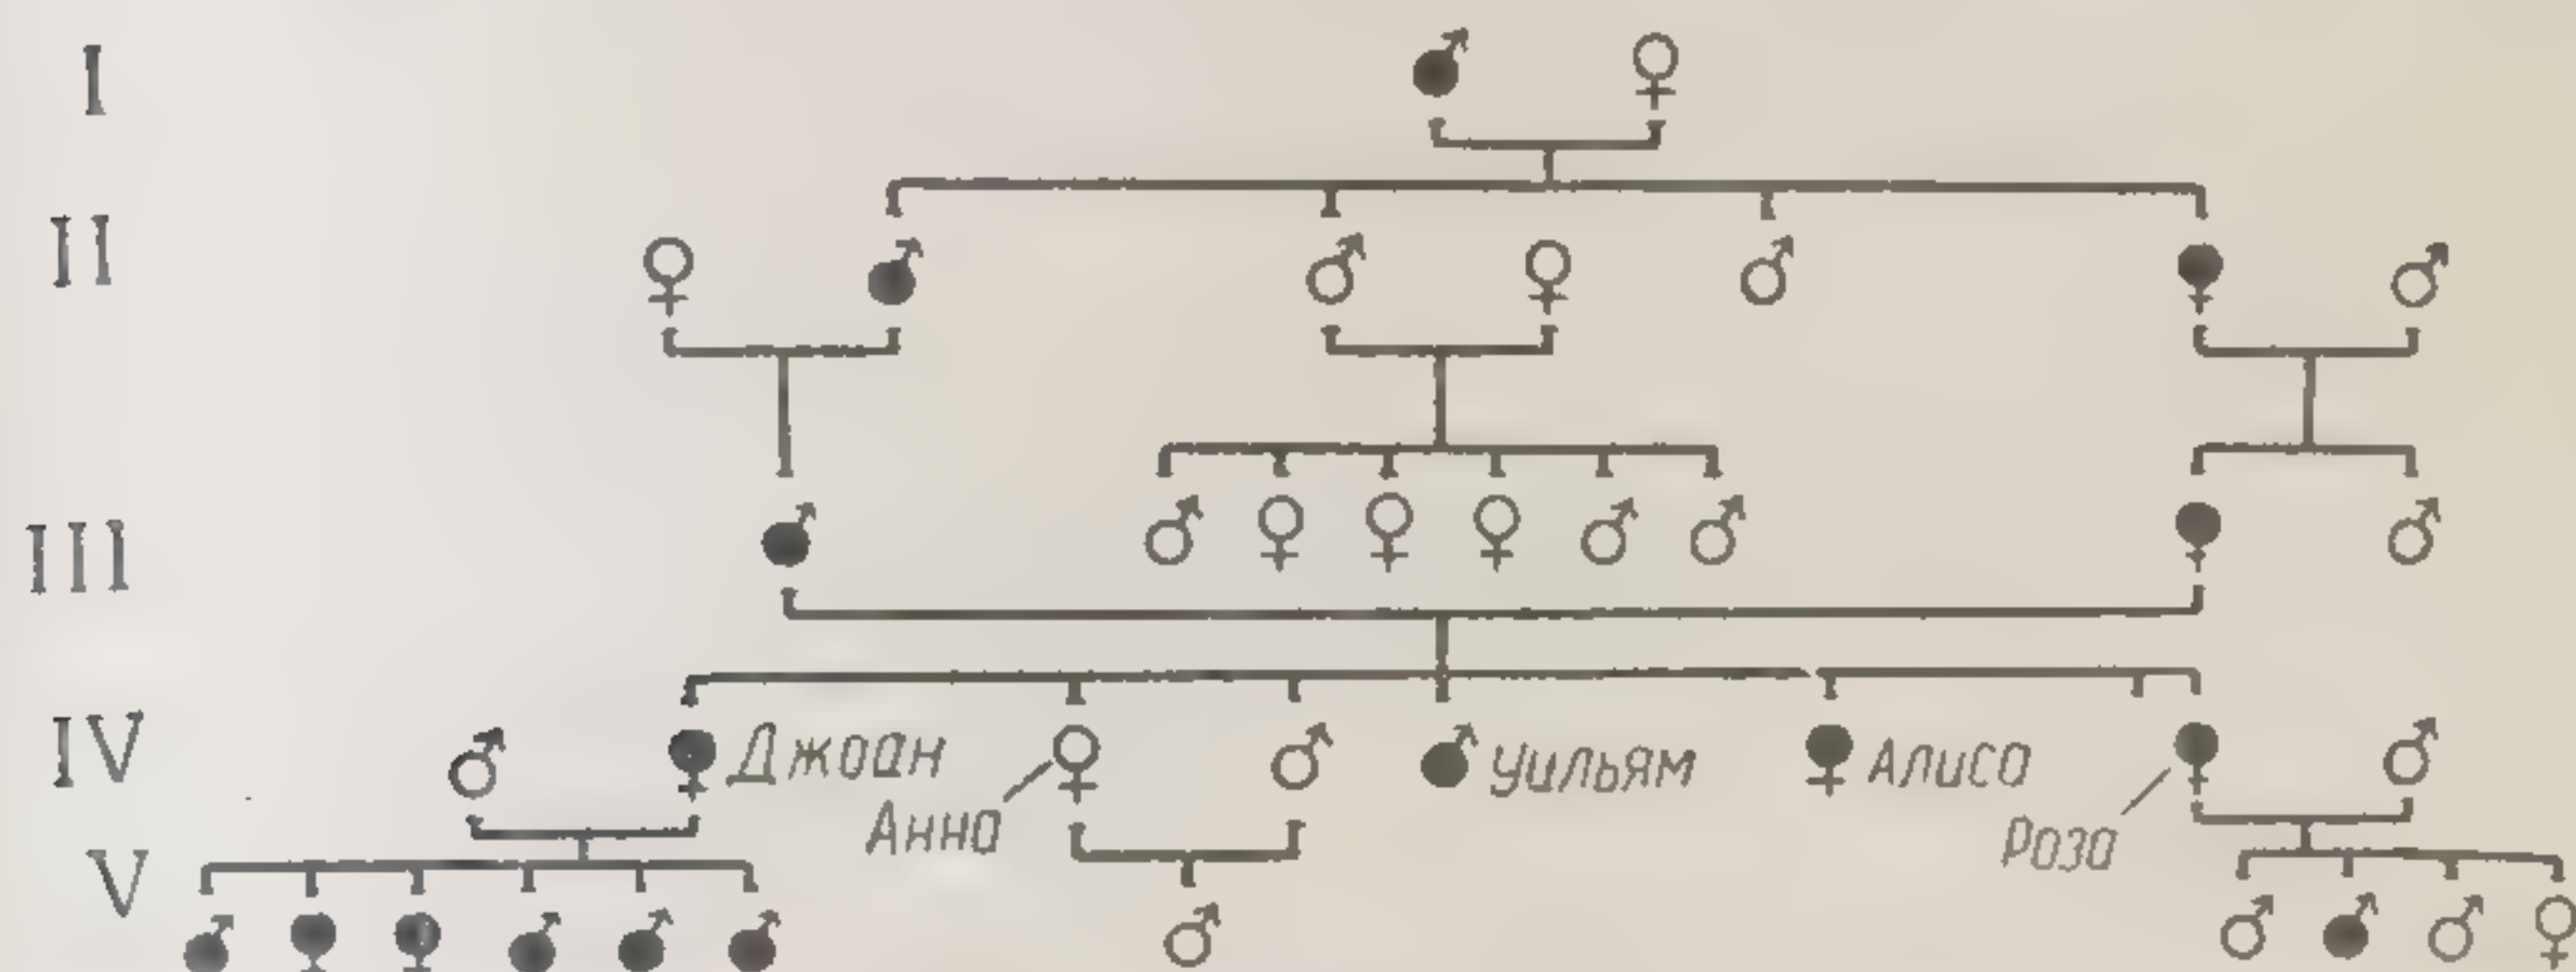 I
II
III
IV
Джоан
Анна
Уильям
Алиса
Роза
V